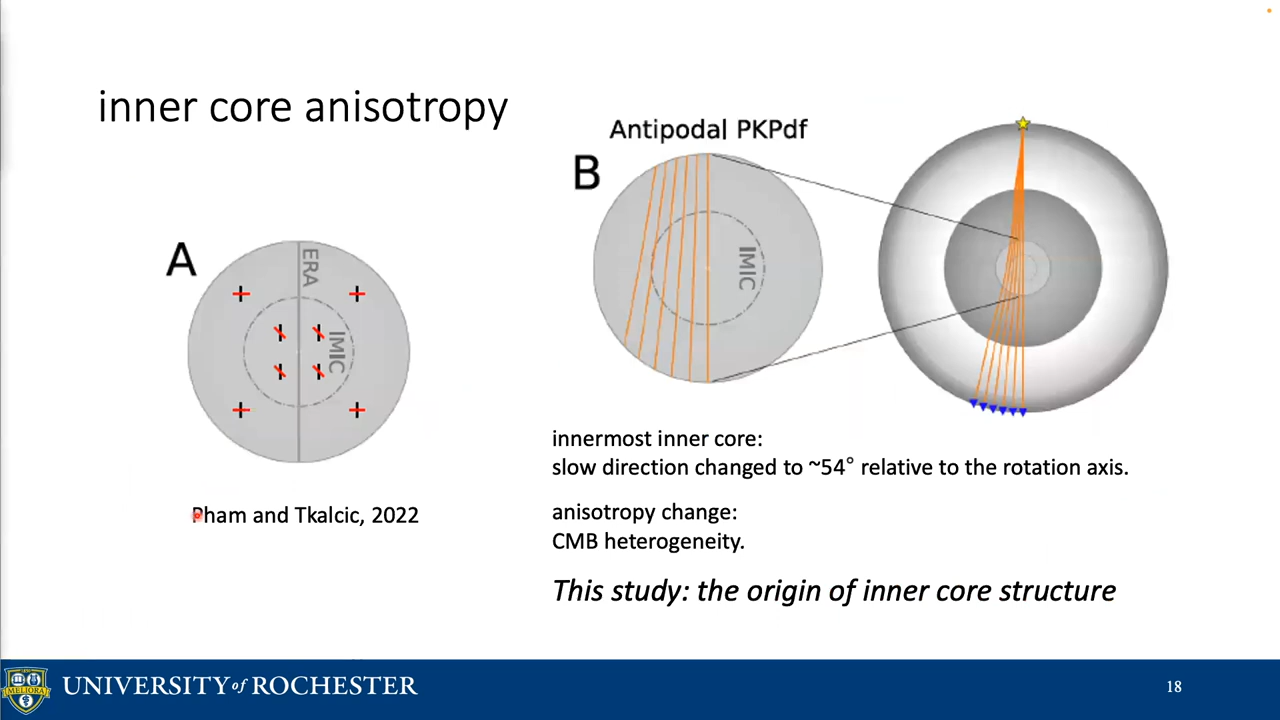 inner core anisotropy
A
ERA
IMIC
Pham and Tkalcic, 2022
Antipodal PKPdf
B
IMIC
innermost inner core:
slow direction changed to ~54° relative to the rotation axis.
anisotropy change:
CMB heterogeneity.
This study: the origin of inner core structure
MELIORA
UNIVERSITY of ROCHESTER
18